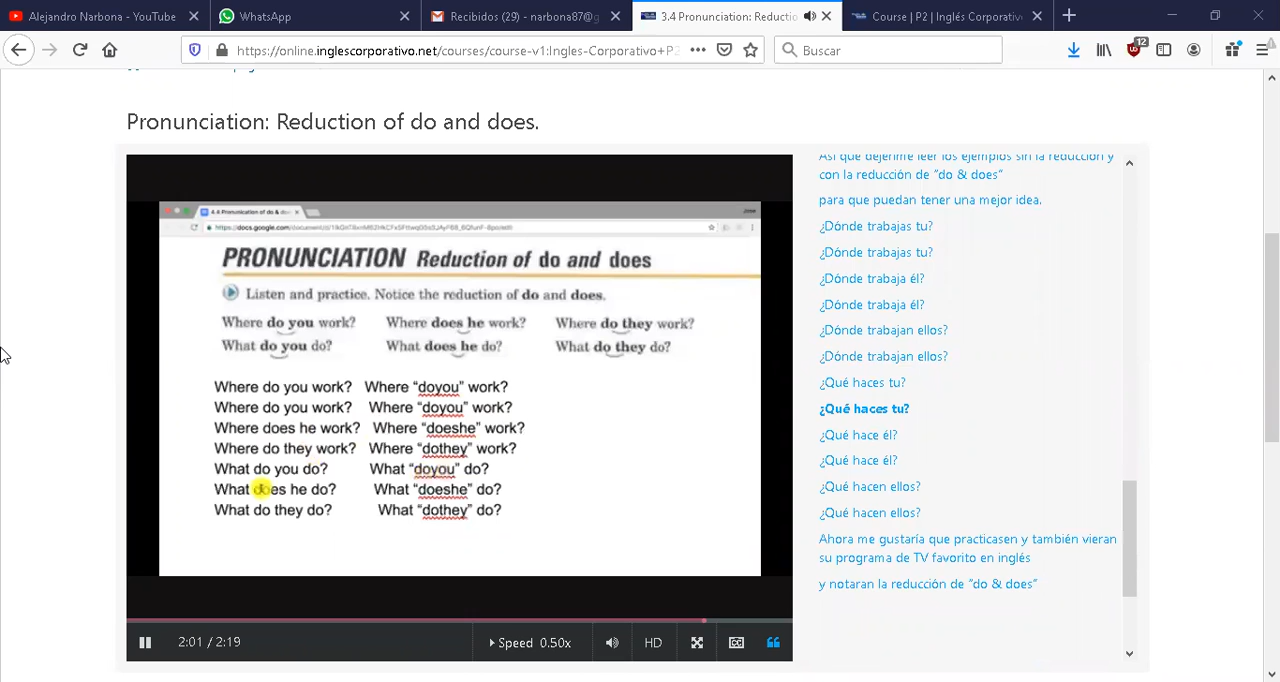 Alejandro Narbona - YouTube
WhatsApp
Recibidos (29) - narbona87@g
3.4 Pronunciation: Reductio
Course | P2 | Inglés Corporativ
https://online.inglescorporativo.net/courses/course-v1:Ingles-Corporativo+P2
Buscar
12
Pronunciation: Reduction of do and does.
Así que déjenme leer los ejemplos sin la reducción y
con la reducción de "do & does"
para que puedan tener una mejor idea.
¿Dónde trabajas tu?
¿Dónde trabajas tu?
¿Dónde trabaja él?
¿Dónde trabaja él?
¿Dónde trabajan ellos?
¿Dónde trabajan ellos?
¿Qué haces tu?
¿Qué haces tu?
¿Qué hace él?
¿Qué hace él?
¿Qué hacen ellos?
¿Qué hacen ellos?
Ahora me gustaría que practicasen y también vieran
su programa de TV favorito en inglés
y notaran la reducción de "do & does"
PRONUNCIATION Reduction of do and does
Listen and practice. Notice the reduction of do and does.
Where do you work? Where does he work? Where do they work?
What do you do? What does he do? What do they do?
Where do you work? Where "doyou" work?
Where do you work? Where "doyou" work?
Where does he work? Where "doeshe" work?
Where do they work? Where "dothey" work?
What do you do? What "doyou" do?
What does he do? What "doeshe" do?
What do they do? What "dothey" do?
2:01 / 2:19
Speed 0.50x
HD
CC